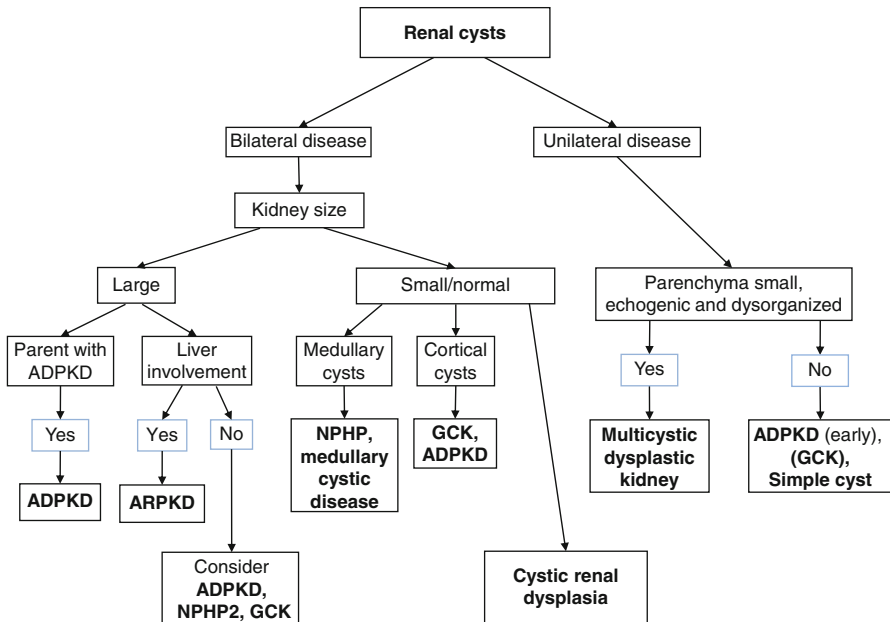 Renal cysts
Bilateral disease
Unilateral disease
Kidney size
Large
Small/normal
Parenchyma small,
echogenic and dysorganized
Parent with
ADPKD
Liver
involvement
Medullary
cysts
Cortical
cysts
Yes
No
Yes
Yes
No
NPHP,
medullary
cystic
disease
GCK,
ADPKD
Multicystic
dysplastic
kidney
ADPKD (early),
(GCK),
Simple cyst
ADPKD
ARPKD
Consider
ADPKD,
NPHP2, GCK
Cystic renal
dysplasia